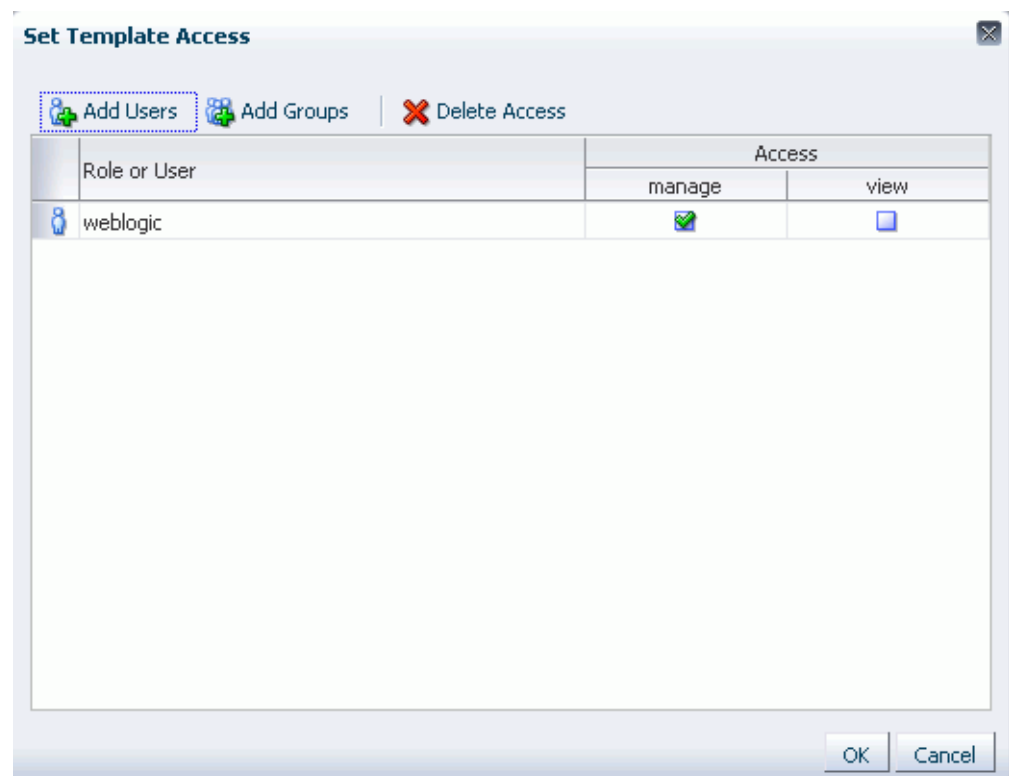 Set Template Access
Add Users Add Groups Delete Access
Role or User
Access
manage view
weblogic
OK Cancel